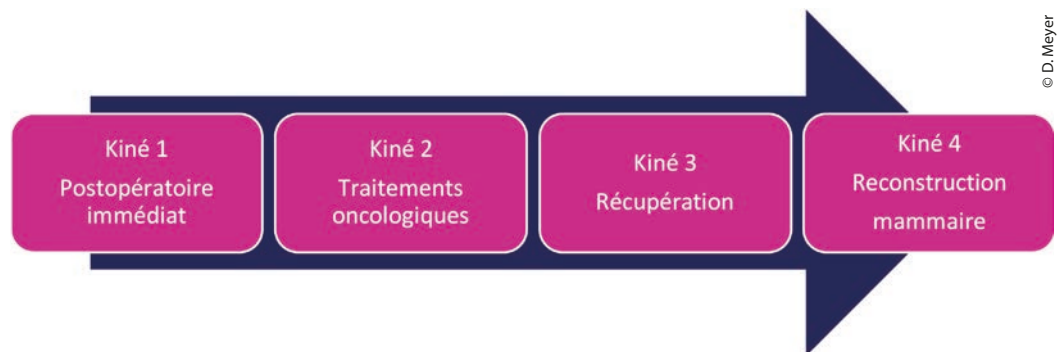 Kiné 1
Postopératoire
immédiat
Kiné 2
Traitements
oncologiques
Kiné 3
Récupération
Kiné 4
Reconstruction
mammaire
© D. Meyer